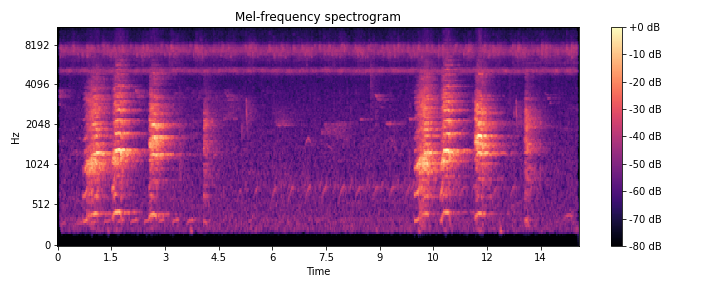 Mel-frequency spectrogram
8192
4096
2048
1024
512
0
Hz
0 1.5 3 4.5 6 7.5 9 10 12 14
Time
+0 dB
-10 dB
-20 dB
-30 dB
-40 dB
-50 dB
-60 dB
-70 dB
-80 dB